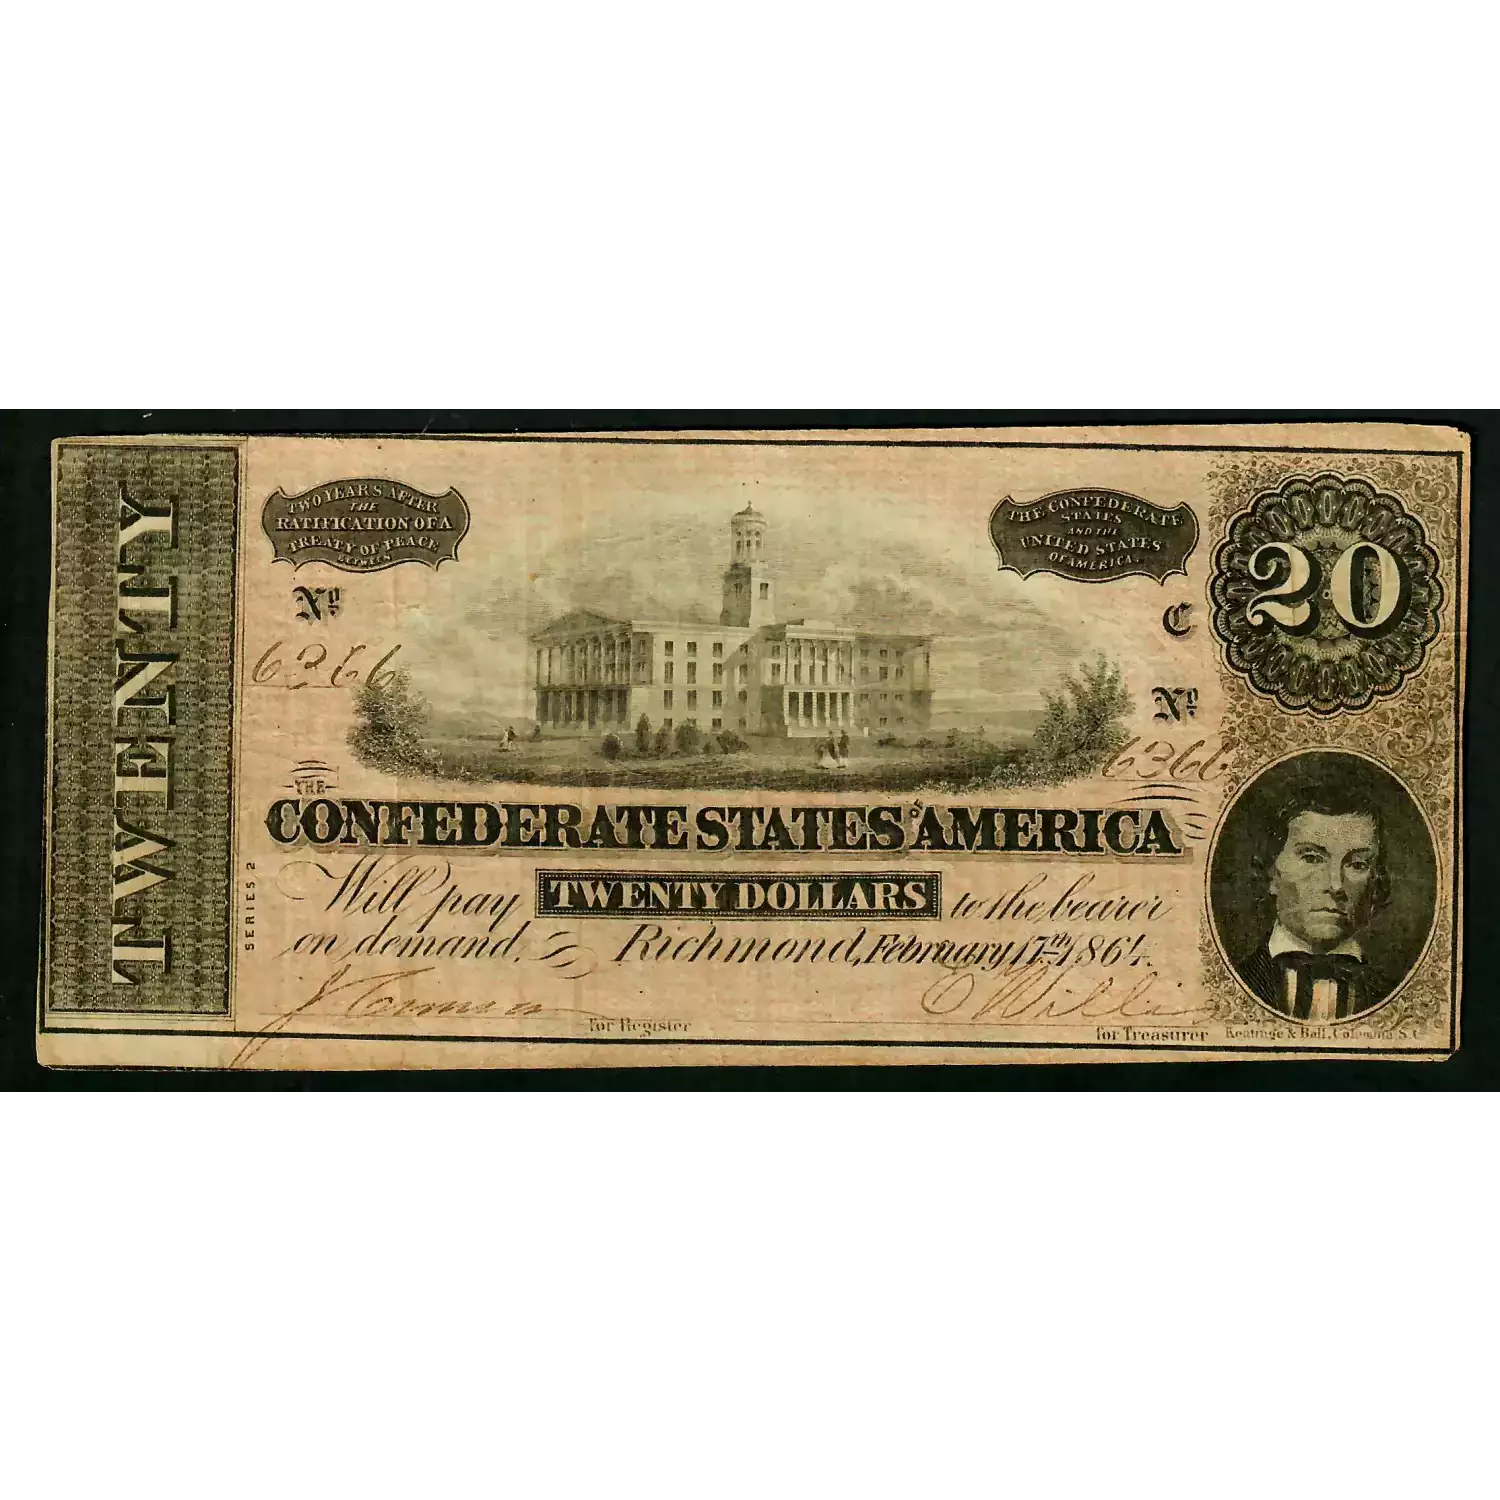 TWENTY
TWO YEARS AFTER
THE
RATIFICATION OF A
TREATY OF PEACE
BETWEEN
THE CONFEDERATE
STATES
AND THE
UNITED STATES
OF AMERICA.
20
Nº
6366
C
Nº
6366
THE
CONFEDERATE STATES OF AMERICA
SERIES 2
Will pay TWENTY DOLLARS to the bearer
on demand. Richmond, February 17th 1864.
E Willis
for Register
for Treasurer
Keatinge & Ball, Columbia, S.C.